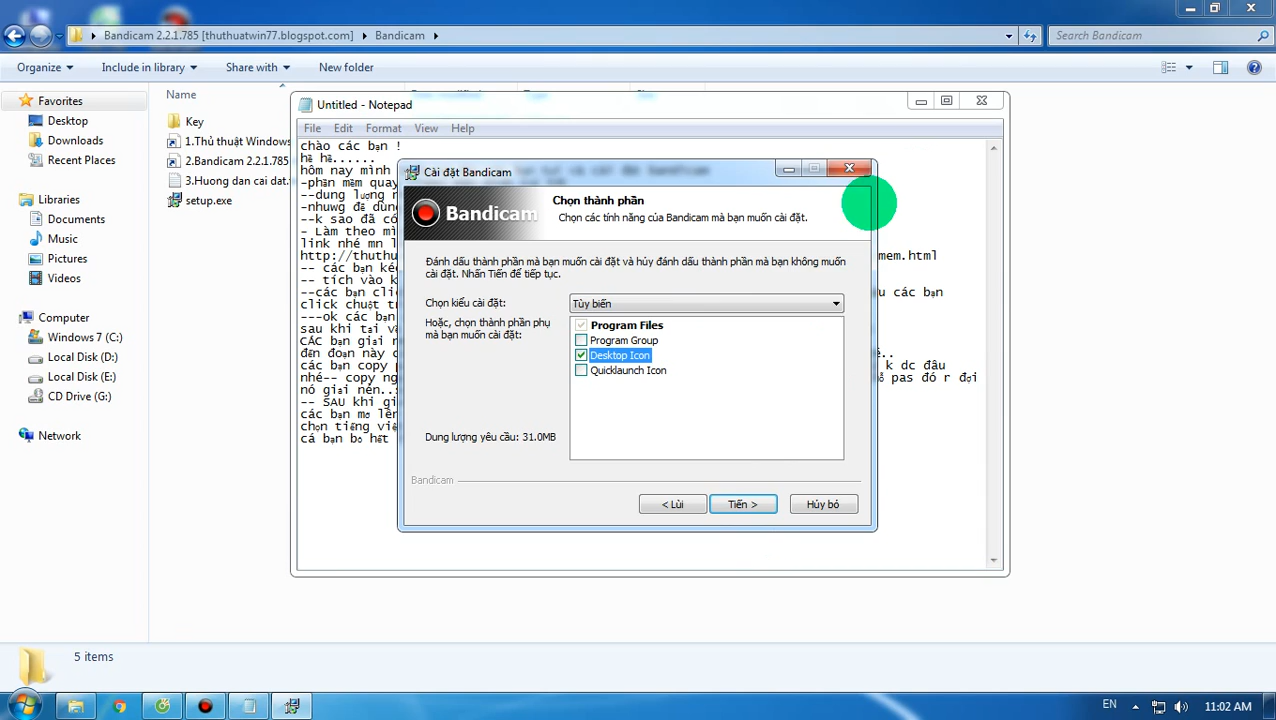 Bandicam 2.2.1.785 [thuthuatwin77.blogspot.com]
Bandicam
Search Bandicam
Organize
Include in library
Share with
New folder
Favorites
Desktop
Downloads
Recent Places
Libraries
Documents
Music
Pictures
Videos
Computer
Windows 7 (C:)
Local Disk (D:)
Local Disk (E:)
CD Drive (G:)
Network
Name
Key
1.Thủ thuật Windows
2.Bandicam 2.2.1.785
3.Huong dan cai dat.
setup.exe
Untitled - Notepad
File
Edit
Format
View
Help
chào các bạn !
hề hề......
hôm nay mình
-phần mềm quay
--dung lượng
-nhưng để dùng
--k sao đã có
- Làm theo mì
link nhé mn l
http://thuthu
mem.html
-- các bạn ké
-- tích vào k
--các bạn clic
u các bạn
click chuột t
---ok các bạn
sau khi tại v
CÁc bạn giải
đến đoạn này
é..
các bạn copy
k dc đâu
nhé-- copy ng
pas đó r đợi
nó giải nén..
-- SAU khi gi
các bạn mở lên
chọn tiếng việ
cá bạn bỏ hết
Cài đặt Bandicam
Bandicam
Chọn thành phần
Chọn các tính năng của Bandicam mà bạn muốn cài đặt.
Đánh dấu thành phần mà bạn muốn cài đặt và hủy đánh dấu thành phần mà bạn không muốn
cài đặt. Nhấn Tiến để tiếp tục.
Chọn kiểu cài đặt:
Tùy biến
Hoặc, chọn thành phần phụ
mà bạn muốn cài đặt:
Program Files
Program Group
Desktop Icon
Quicklaunch Icon
Dung lượng yêu cầu: 31.0MB
Bandicam
< Lùi
Tiến >
Hủy bỏ
5 items
EN
11:02 AM